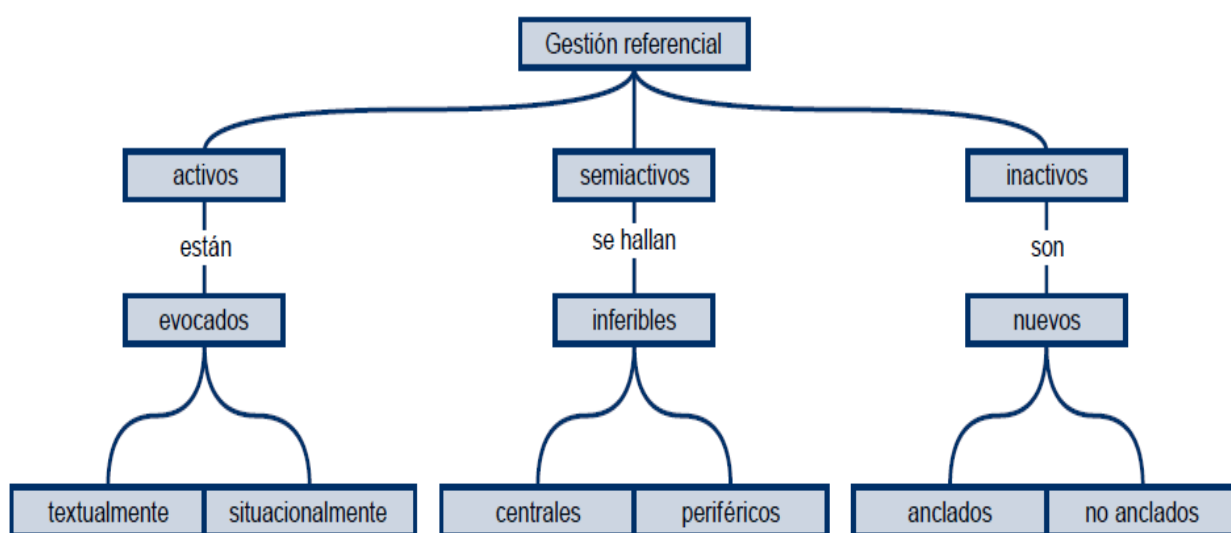 Gestión referencial
activos
semiactivos
inactivos
están
se hallan
son
evocados
inferibles
nuevos
textualmente
situacionalmente
centrales
periféricos
anclados
no anclados